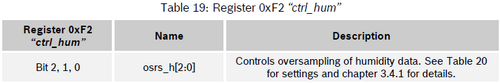 Table 19: Register 0xF2 “ctrl_hum”
Register 0xF2
“ctrl_hum”
Name
Description
Bit 2, 1, 0
osrs_h[2:0]
Controls oversampling of humidity data. See Table 20
for settings and chapter 3.4.1 for details.